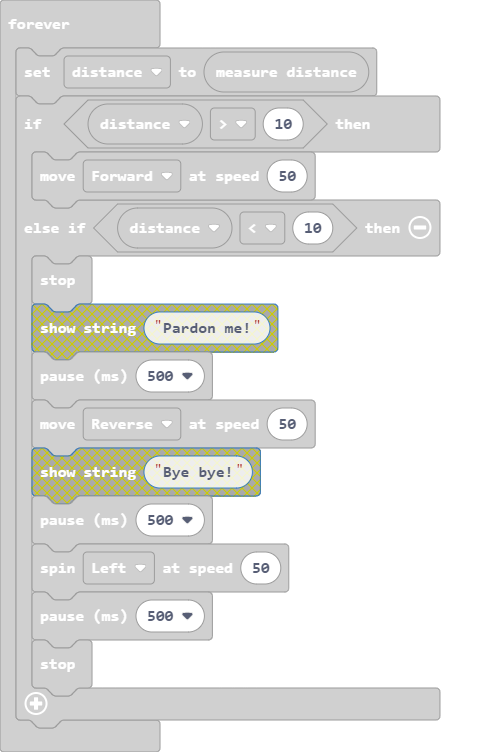 forever
set distance to measure distance
if distance > 10 then
move Forward at speed 50
else if distance < 10 then
stop
show string "Pardon me!"
pause (ms) 500
move Reverse at speed 50
show string "Bye bye!"
pause (ms) 500
spin Left at speed 50
pause (ms) 500
stop